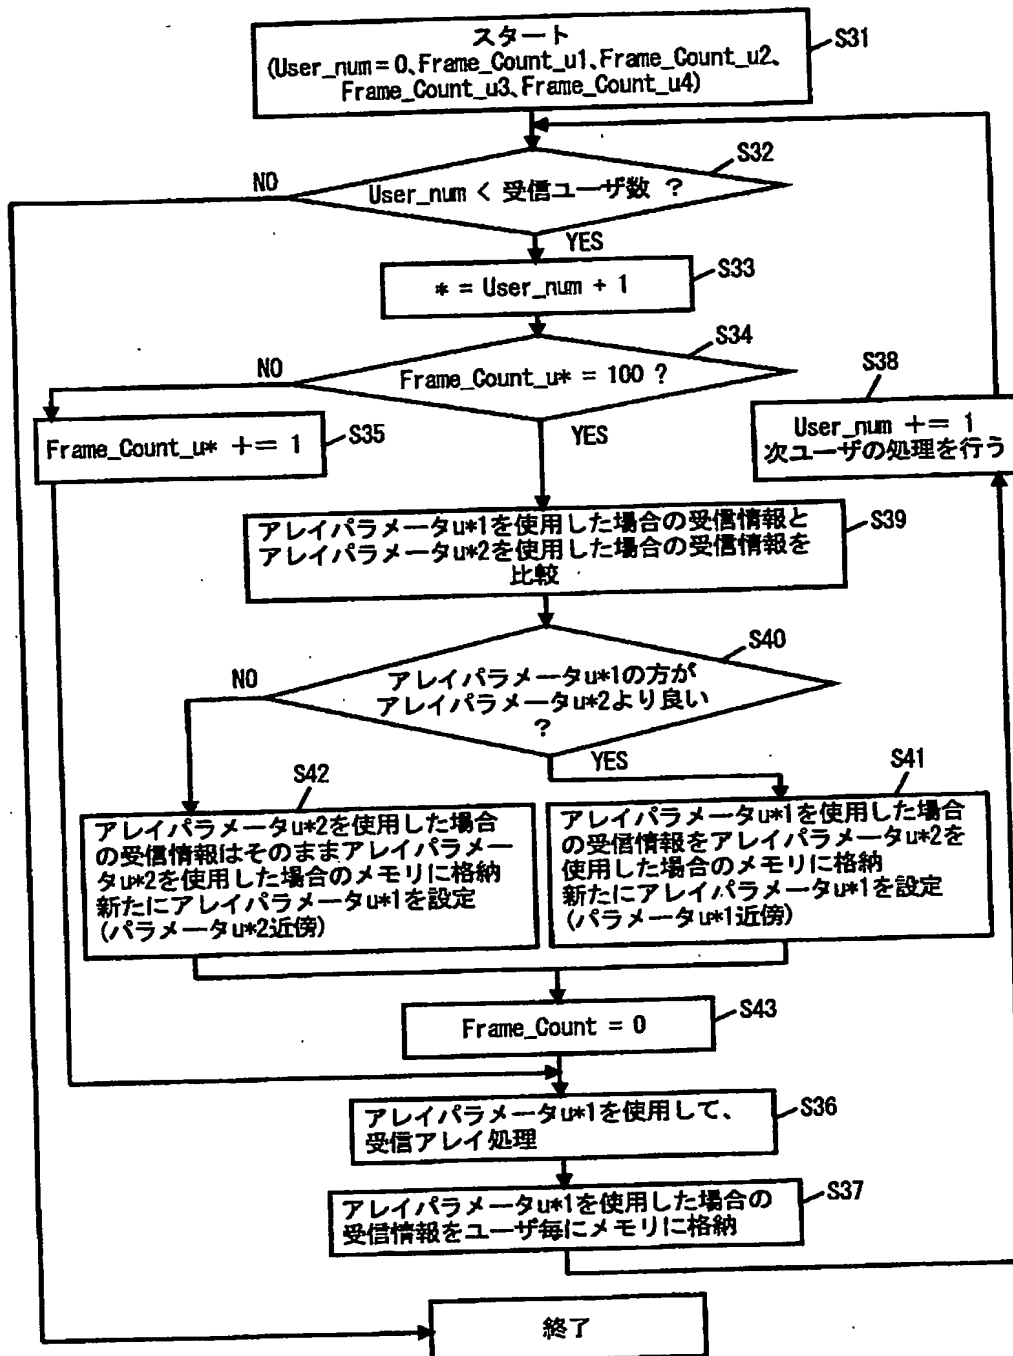 スタート
(User_num = 0、Frame_Count_u1、Frame_Count_u2、
Frame_Count_u3、Frame_Count_u4)
S31
S32
NO
User_num < 受信ユーザ数 ?
YES
S33
* = User_num + 1
S34
NO
Frame_Count_u* = 100 ?
YES
S38
User_num += 1
次ユーザの処理を行う
Frame_Count_u* += 1
S35
アレイパラメータu*1を使用した場合の受信情報と
アレイパラメータu*2を使用した場合の受信情報を
比較
S39
S40
NO
アレイパラメータu*1の方が
アレイパラメータu*2より良い
?
YES
S42
アレイパラメータu*2を使用した場合
の受信情報はそのままアレイパラメー
タu*2を使用した場合のメモリに格納
新たにアレイパラメータu*1を設定
(パラメータu*2近傍)
S41
アレイパラメータu*1を使用した場合
の受信情報をアレイパラメータu*2を
使用した場合のメモリに格納
新たにアレイパラメータu*1を設定
(パラメータu*1近傍)
Frame_Count = 0
S43
アレイパラメータu*1を使用して、
受信アレイ処理
S36
アレイパラメータu*1を使用した場合の
受信情報をユーザ毎にメモリに格納
S37
終了